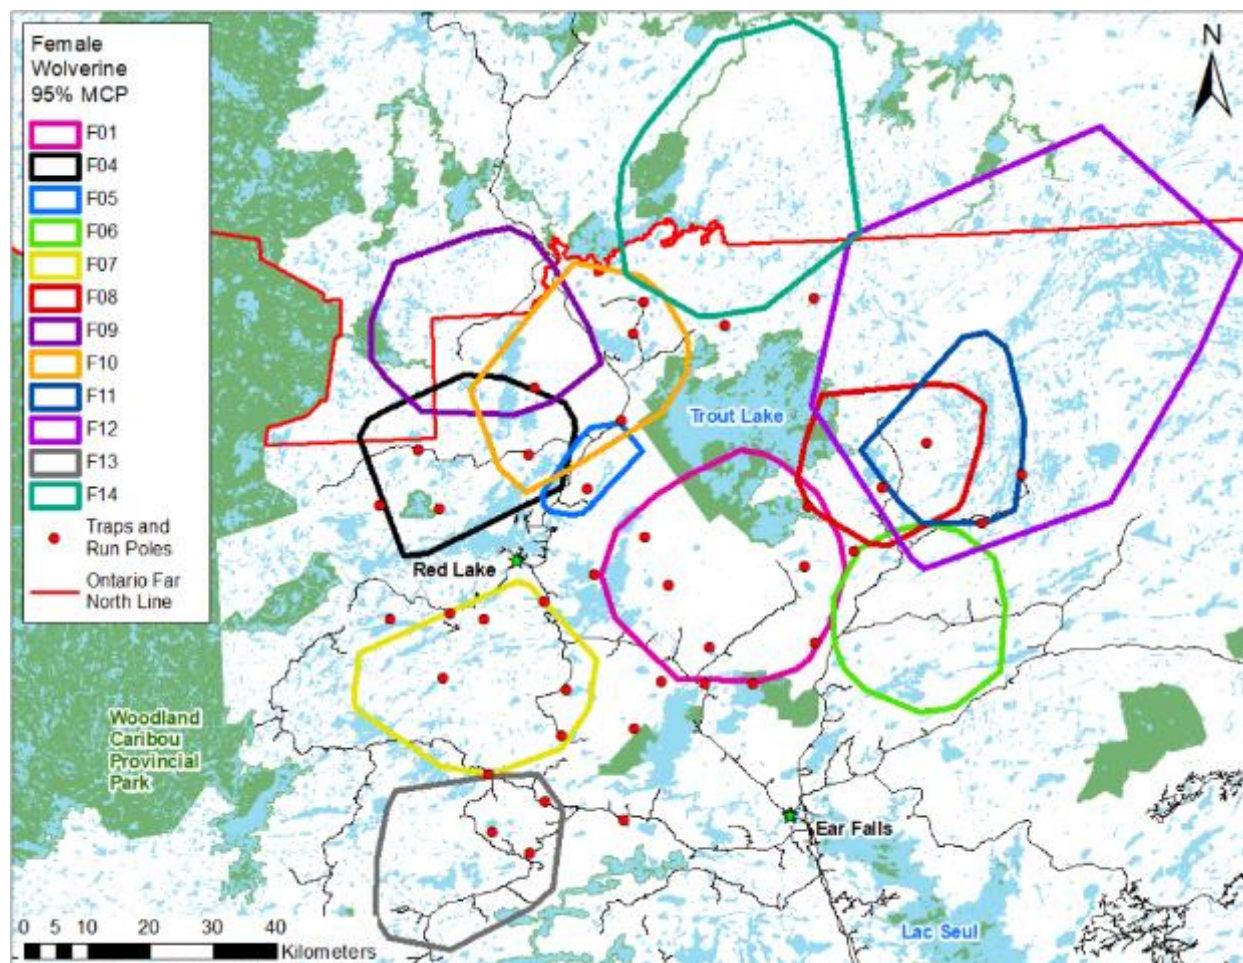 Female
Wolverine
95% MCP
F01
F04
F05
F06
F07
F08
F09
F10
F11
F12
F13
F14
Traps and
Run Poles
Ontario Far
North Line
N
Trout Lake
Red Lake
Woodland
Caribou
Provincial
Park
Ear Falls
Lac Seul
0 5 10 20 30 40
Kilometers